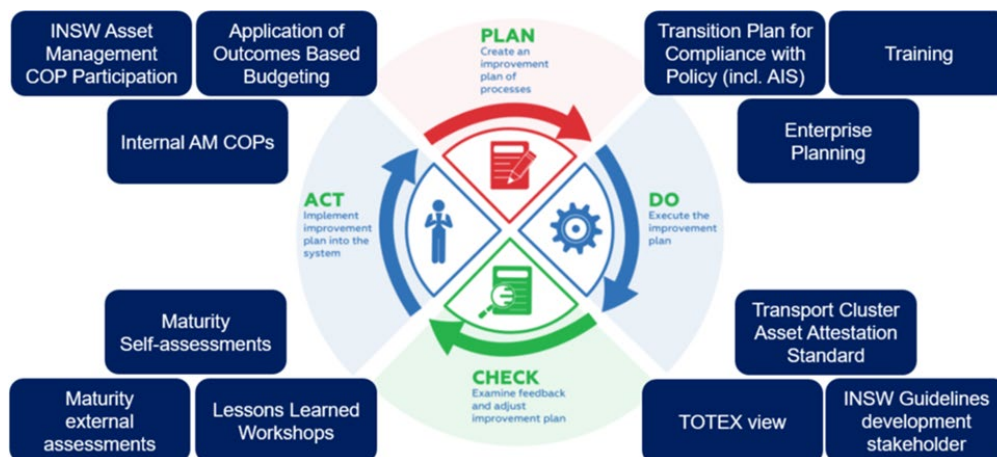 INSW Asset
Management
COP Participation
Application of
Outcomes Based
Budgeting
Internal AM COPs
PLAN
Create an
improvement
plan of
processes
Transition Plan for
Compliance with
Policy (incl. AIS)
Training
Enterprise
Planning
ACT
Implement
improvement
plan into the
system
DO
Execute the
improvement
plan
Maturity
Self-assessments
Maturity
external
assessments
Lessons Learned
Workshops
CHECK
Examine feedback
and adjust
improvement plan
Transport Cluster
Asset Attestation
Standard
TOTEX view
INSW Guidelines
development
stakeholder